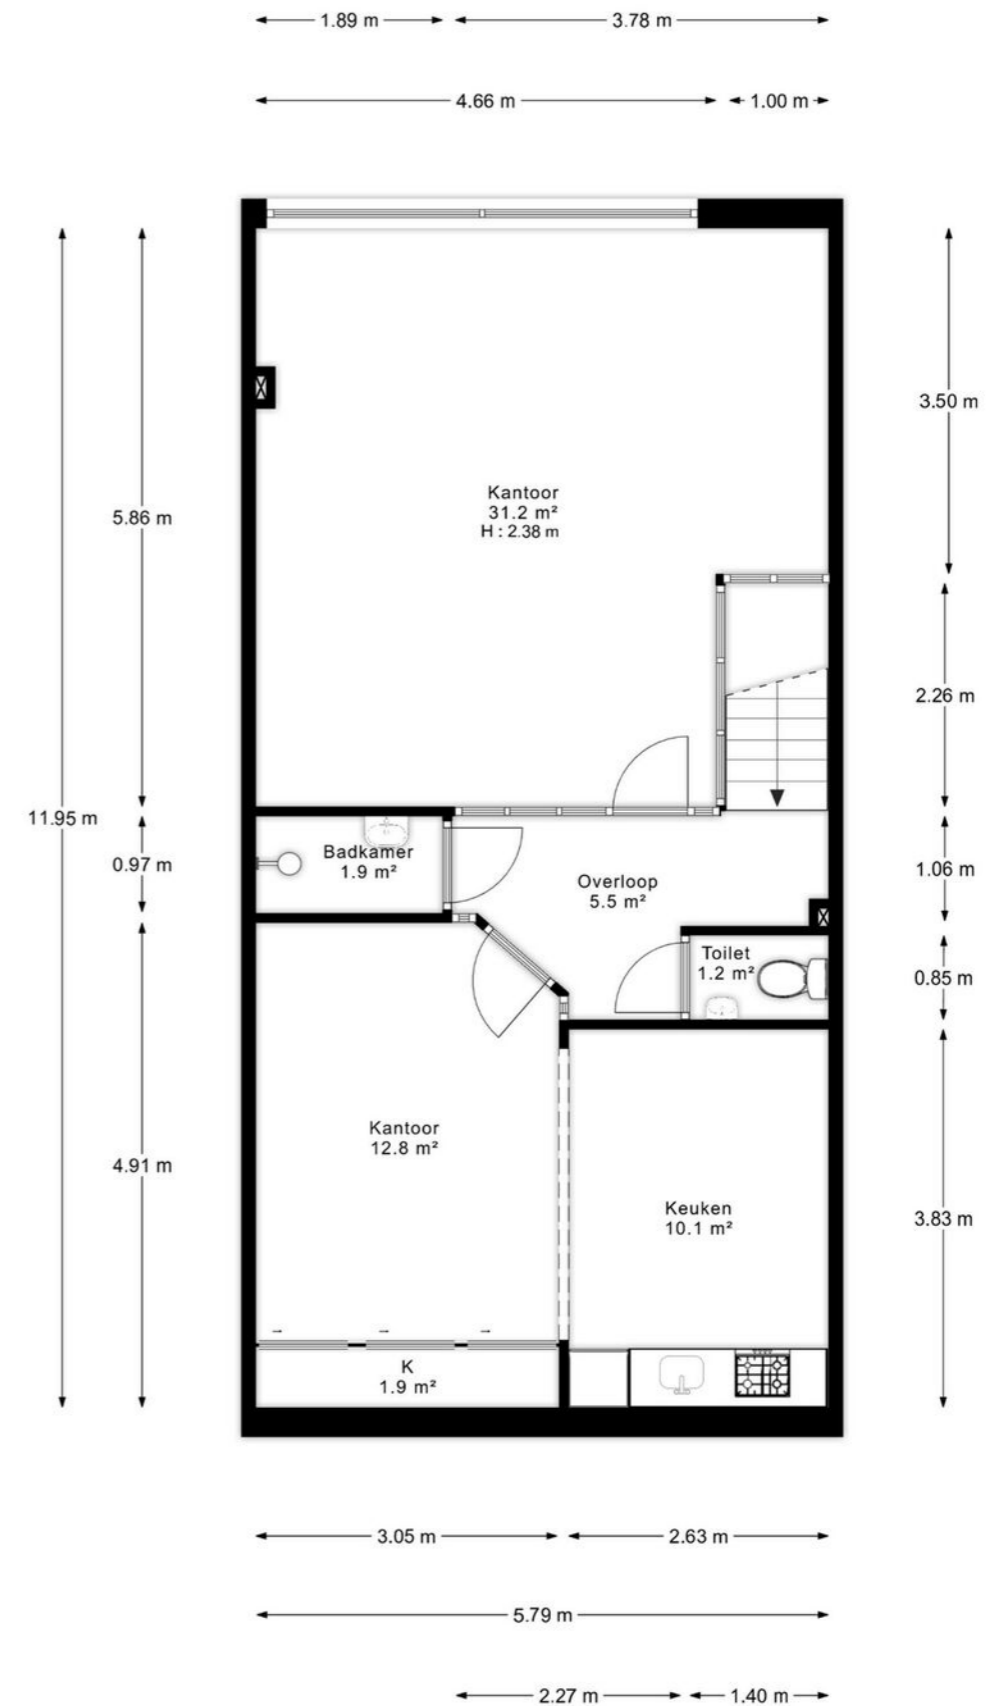 1.89 m
3.78 m
4.66 m
1.00 m
3.50 m
Kantoor
31.2 m²
H : 2.38 m
5.86 m
2.26 m
11.95 m
0.97 m
Badkamer
1.9 m²
1.06 m
Overloop
5.5 m²
Toilet
1.2 m²
0.85 m
Kantoor
12.8 m²
4.91 m
Keuken
10.1 m²
3.83 m
K
1.9 m²
3.05 m
2.63 m
5.79 m
2.27 m
1.40 m